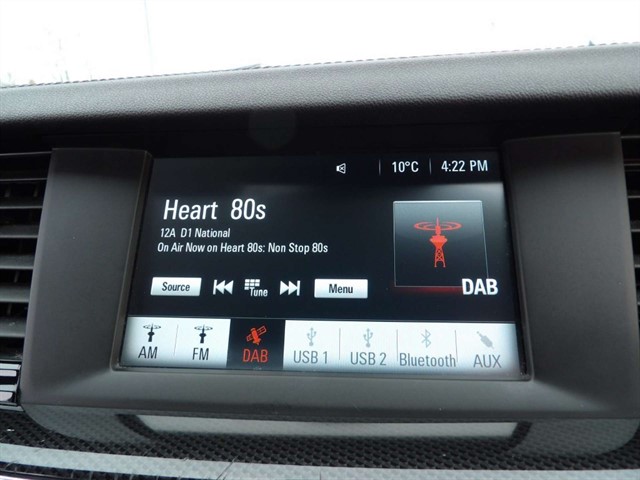 10°C 4:22 PM
Heart 80s
12A D1 National
On Air Now on Heart 80s: Non Stop 80s
DAB
Source Tune Menu
AM FM DAB USB 1 USB 2 Bluetooth AUX